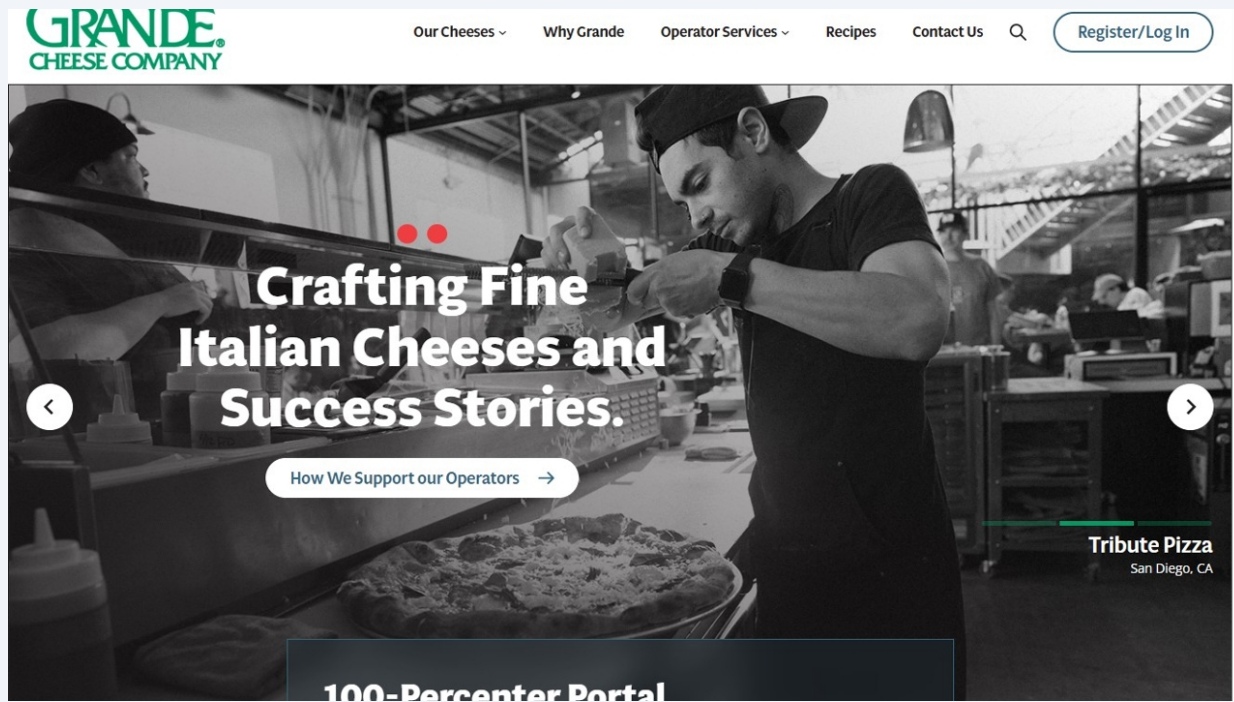 GRANDE®
CHEESE COMPANY
Our Cheeses
Why Grande
Operator Services
Recipes
Contact Us
Register/Log In
Crafting Fine
Italian Cheeses and
Success Stories.
How We Support our Operators
Tribute Pizza
San Diego, CA
100-Percenter Portal